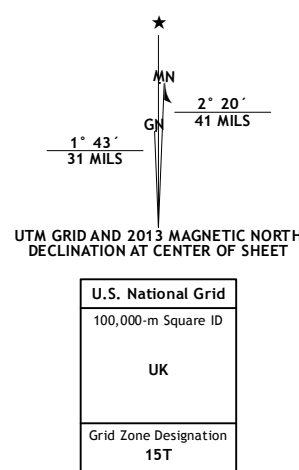 ★
MN
GN
2° 20´
41 MILS
1° 43´
31 MILS
UTM GRID AND 2013 MAGNETIC NORTH
DECLINATION AT CENTER OF SHEET
U.S. National Grid
100,000-m Square ID
UK
Grid Zone Designation
15T